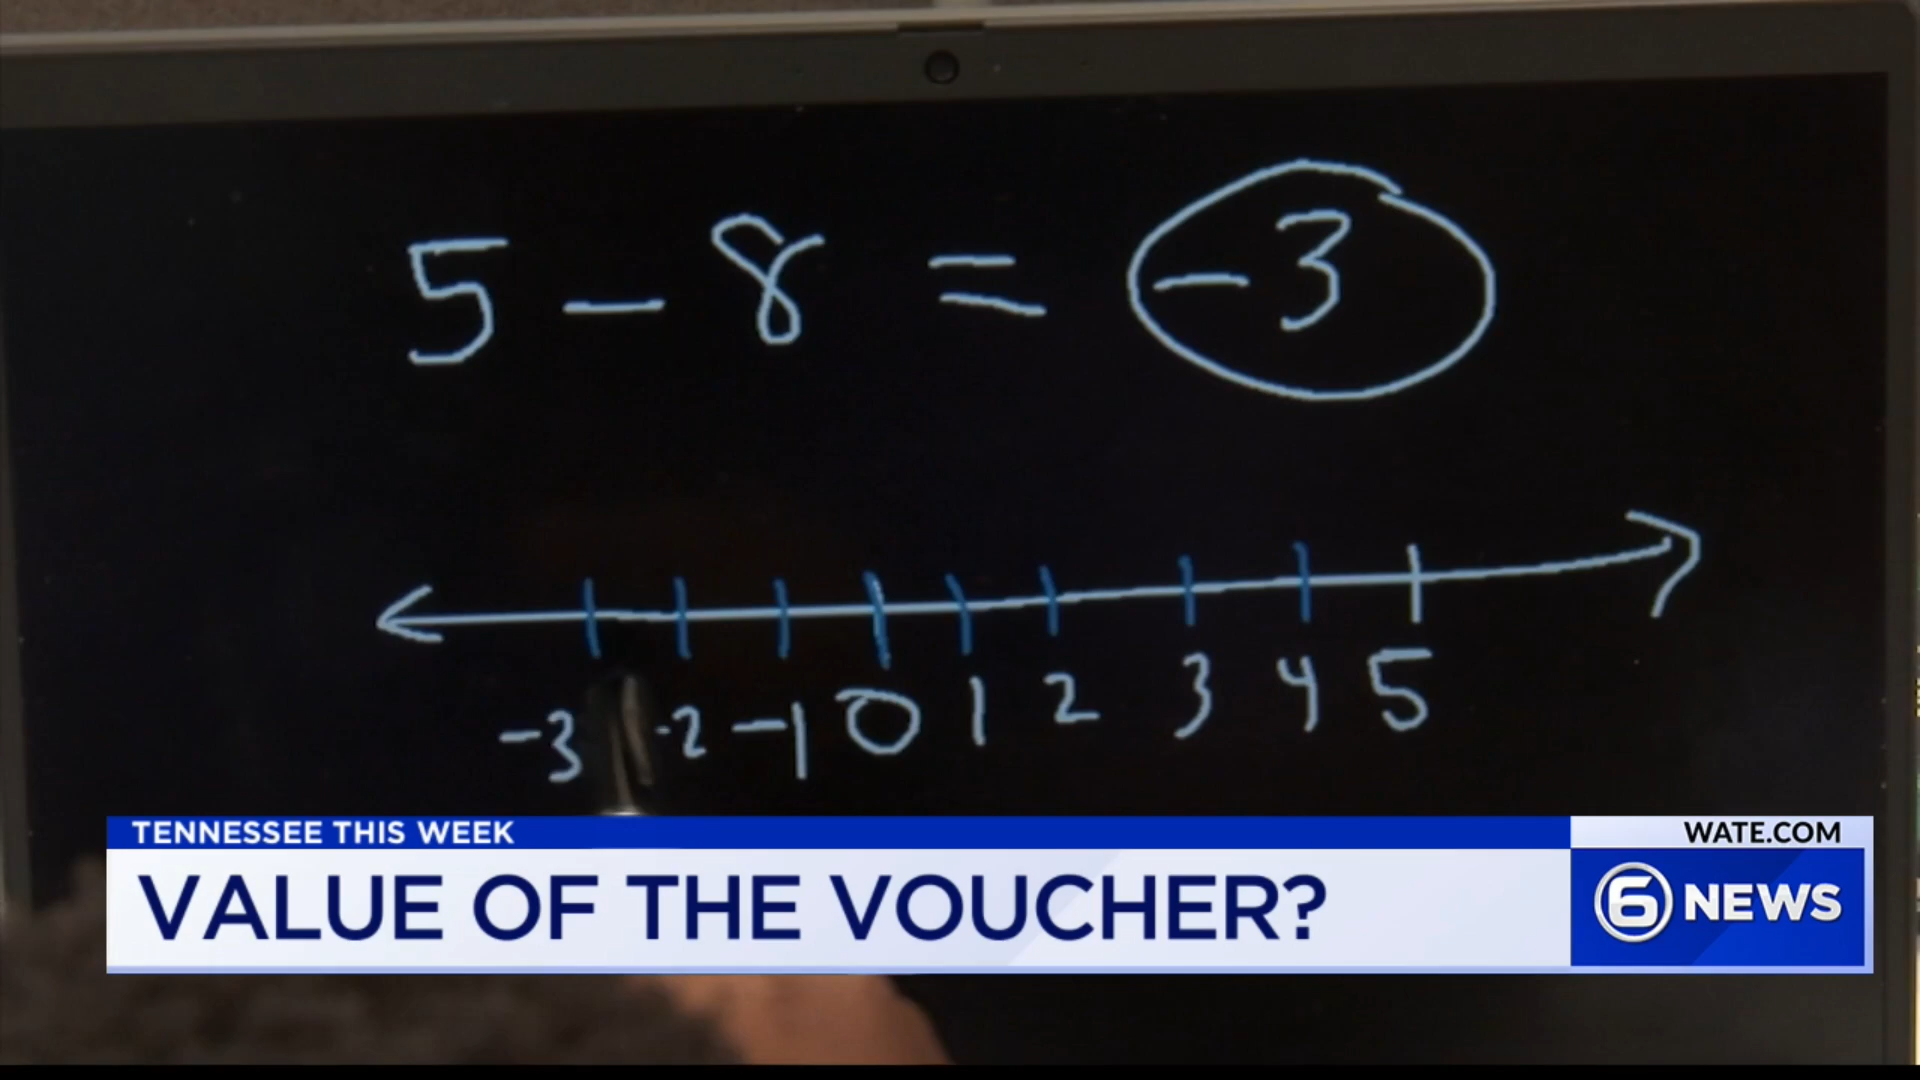 5 - 8 = -3
-3 -2 -1 0 1 2 3 4 5
TENNESSEE THIS WEEK
WATE.COM
VALUE OF THE VOUCHER?
6 NEWS